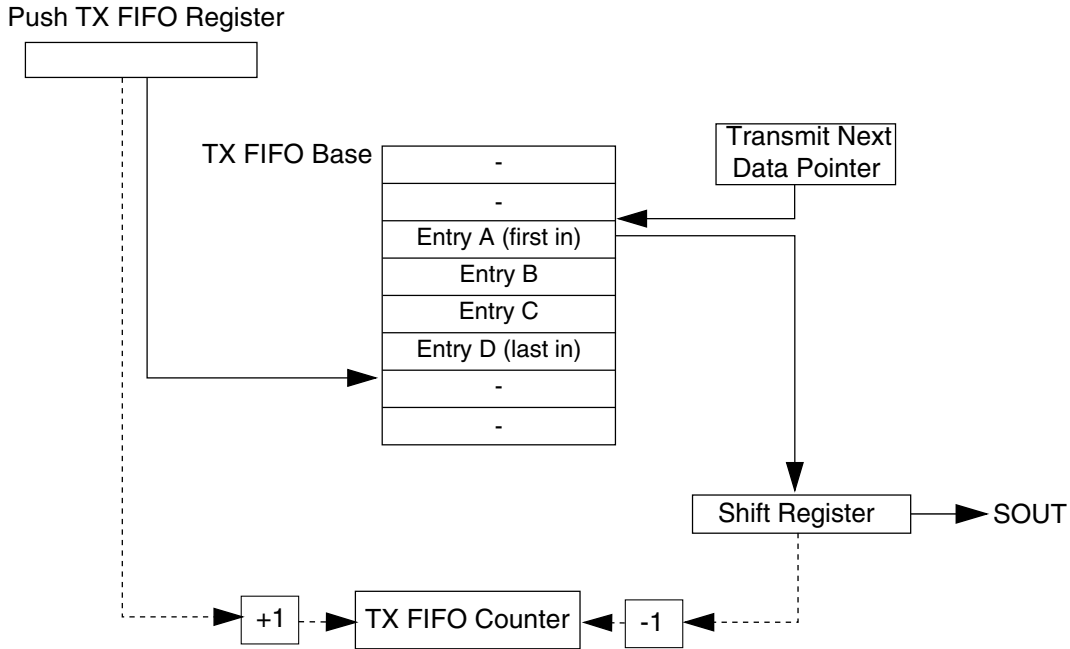 Push TX FIFO Register
TX FIFO Base
-
-
Entry A (first in)
Entry B
Entry C
Entry D (last in)
-
-
Transmit Next
Data Pointer
Shift Register
SOUT
+1
TX FIFO Counter
-1